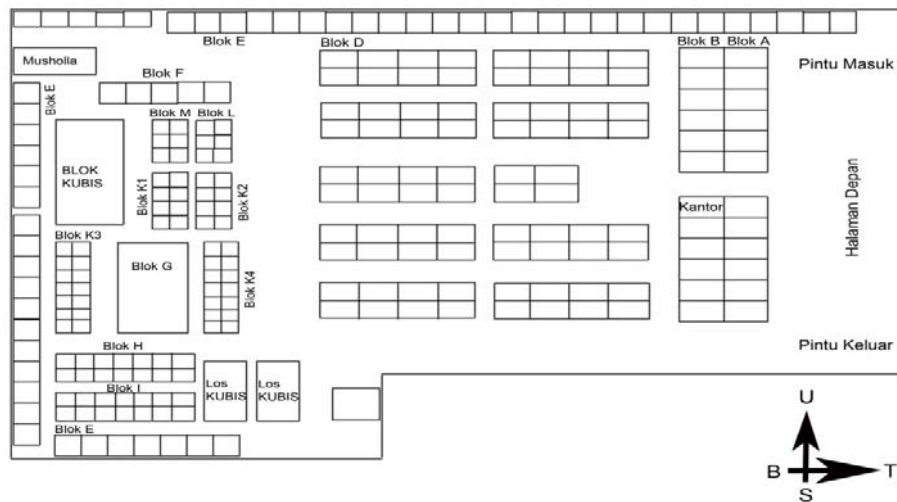 Blok E
Blok D
Blok B
Blok A
Musholla
Pintu Masuk
Blok F
Blok E
Blok M
Blok L
BLOK
KUBIS
Blok K1
Blok K2
Halaman Depan
Kantor
Blok K3
Blok G
Blok K4
Blok H
Pintu Keluar
Blok I
Los
KUBIS
Los
KUBIS
Blok E
U
B
T
S